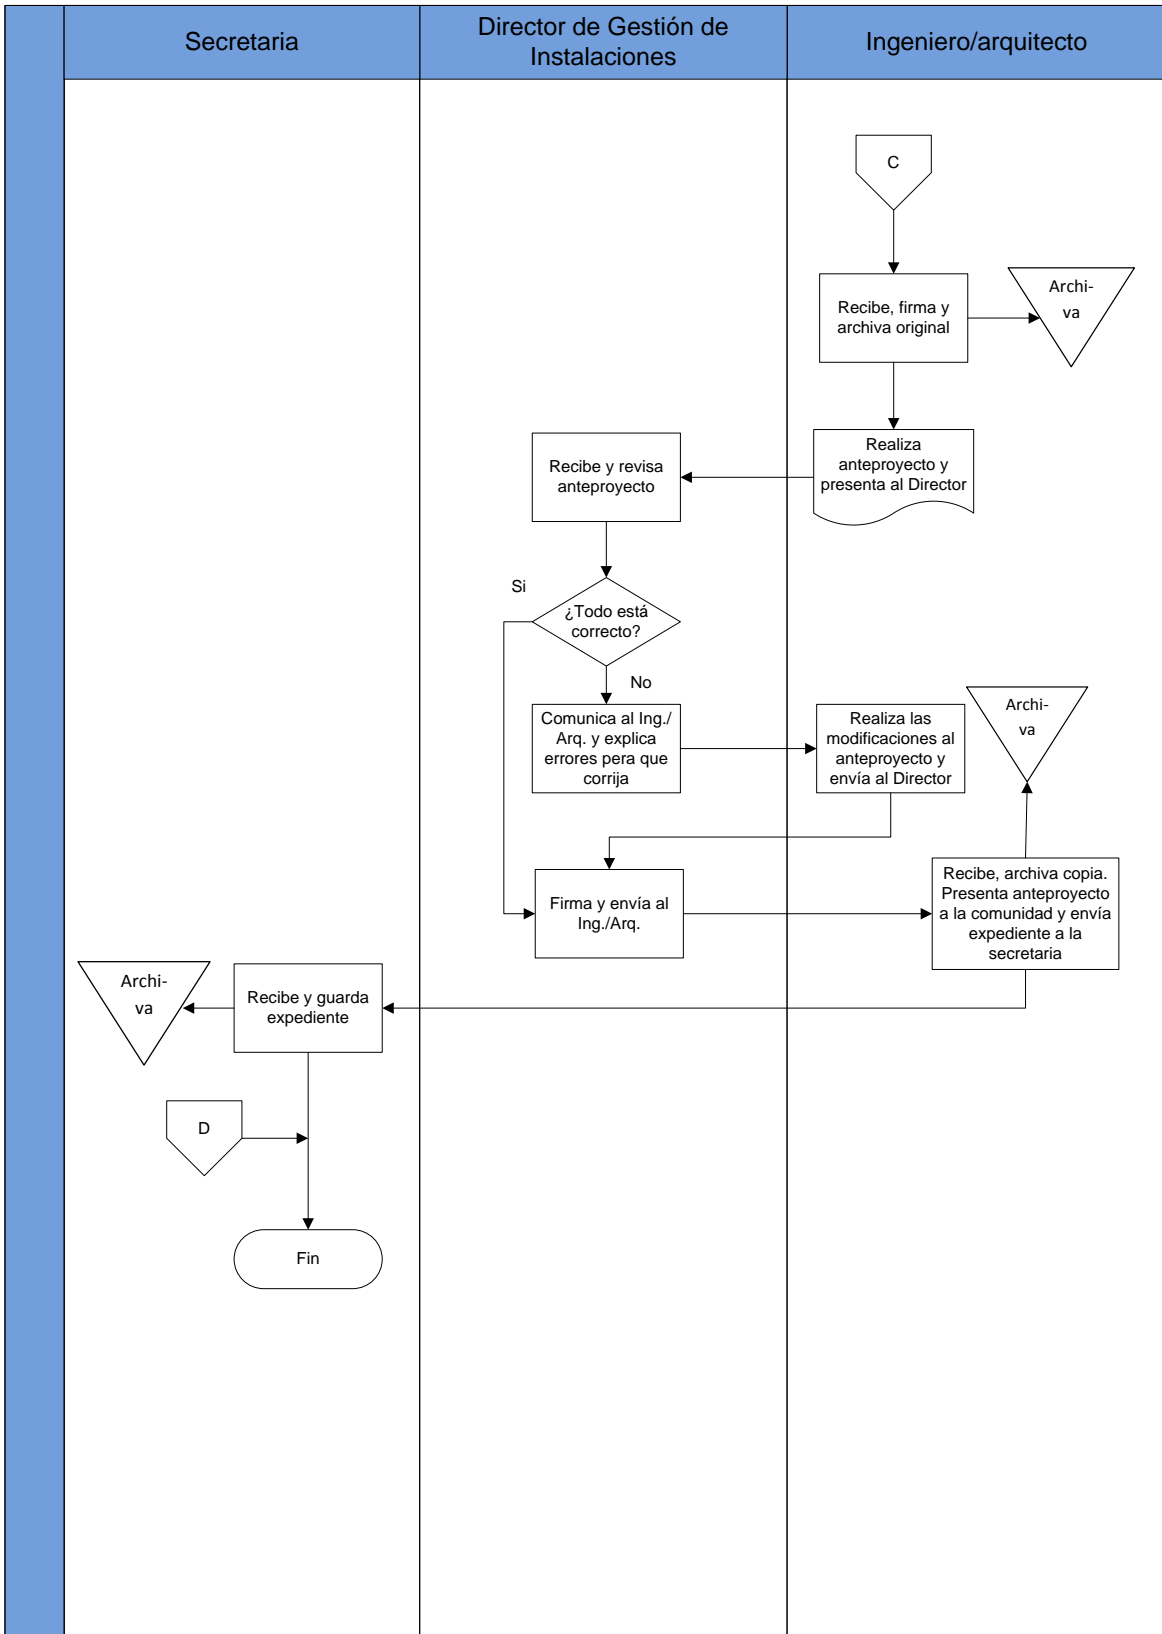 Secretaria
Director de Gestión de
Instalaciones
Ingeniero/arquitecto
C
Recibe, firma y
archiva original
Archi-
va
Realiza
anteproyecto y
presenta al Director
Recibe y revisa
anteproyecto
Si
¿Todo está
correcto?
No
Comunica al Ing./
Arq. y explica
errores pera que
corrija
Realiza las
modificaciones al
anteproyecto y
envía al Director
Archi-
va
Firma y envía al
Ing./Arq.
Recibe, archiva copia.
Presenta anteproyecto
a la comunidad y envía
expediente a la
secretaria
Archi-
va
Recibe y guarda
expediente
D
Fin